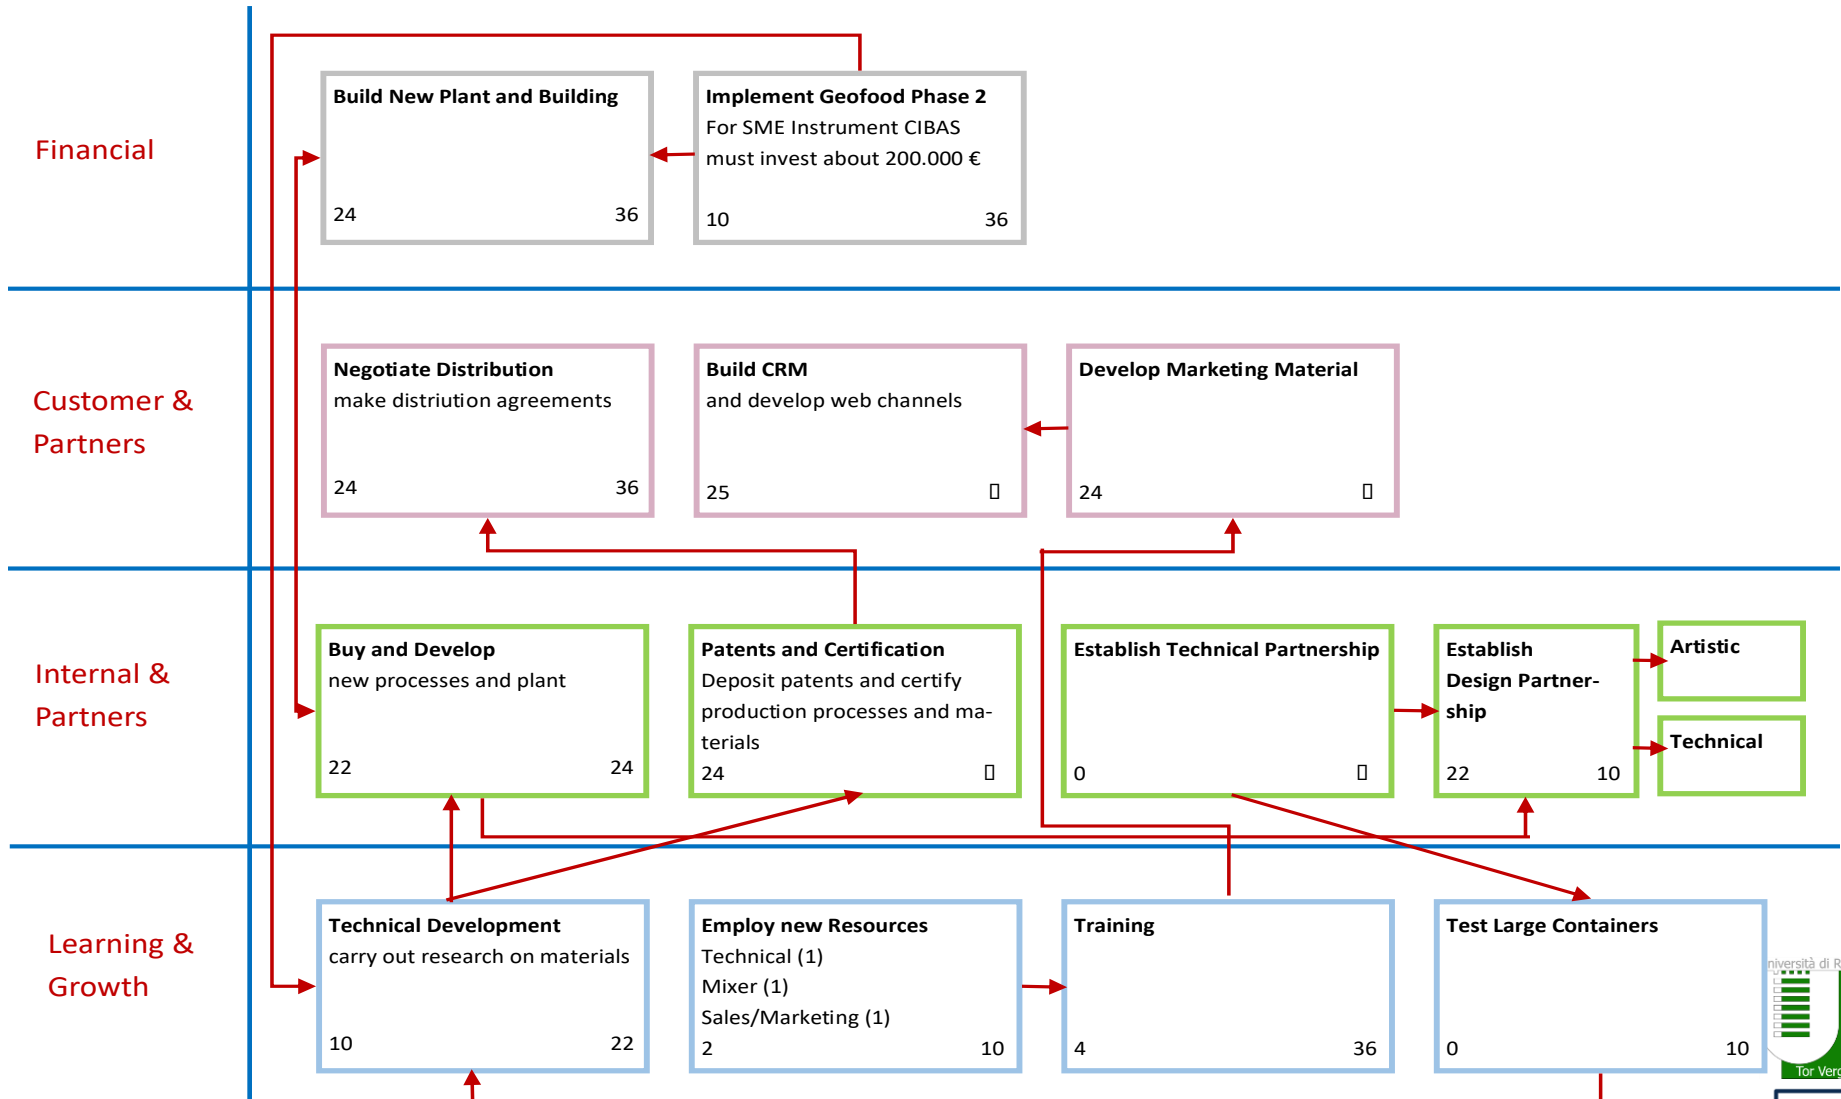 Financial
Build New Plant and Building
24 36
Implement Geofood Phase 2
For SME Instrument CIBAS
must invest about 200.000 €
10 36
Customer &
Partners
Negotiate Distribution
make distriution agreements
24 36
Build CRM
and develop web channels
25
Develop Marketing Material
24
Internal &
Partners
Buy and Develop
new processes and plant
22 24
Patents and Certification
Deposit patents and certify
production processes and ma-
terials
24
Establish Technical Partnership
0
Establish
Design Partner-
ship
22 10
Artistic
Technical
Learning &
Growth
Technical Development
carry out research on materials
10 22
Employ new Resources
Technical (1)
Mixer (1)
Sales/Marketing (1)
2 10
Training
4 36
Test Large Containers
0 10
niversità di R
Tor Verg